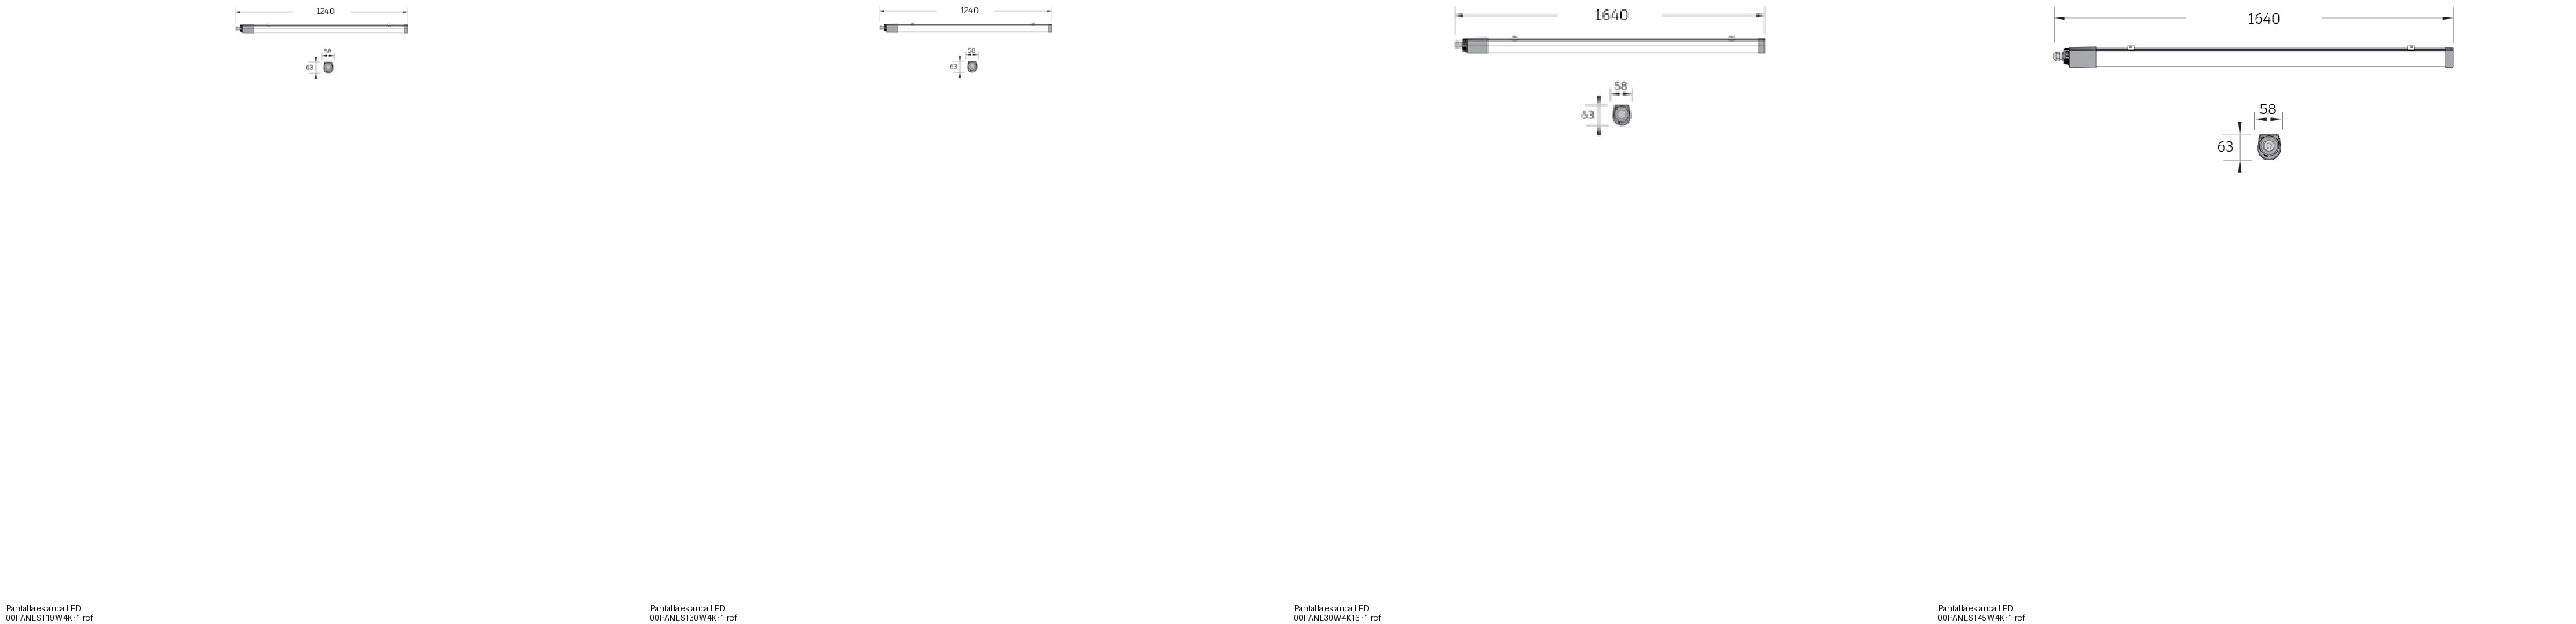 1240
58
63
Pantalla estanca LED
00PANEST19W4K · 1 ref.
1240
58
63
Pantalla estanca LED
00PANEST30W4K · 1 ref.
1640
58
63
Pantalla estanca LED
00PANE30W4K16 · 1 ref.
1640
58
63
Pantalla estanca LED
00PANEST45W4K · 1 ref.